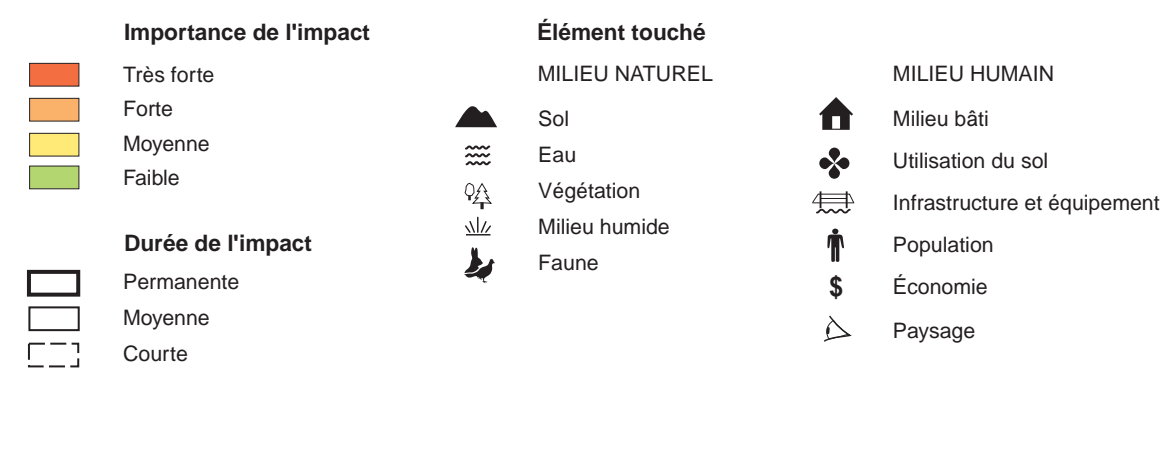 Importance de l'impact
Très forte
Forte
Moyenne
Faible
Durée de l'impact
Permanente
Moyenne
Courte
Élément touché
MILIEU NATUREL
Sol
Eau
Végétation
Milieu humide
Faune
MILIEU HUMAIN
Milieu bâti
Utilisation du sol
Infrastructure et équipement
Population
$ Économie
Paysage